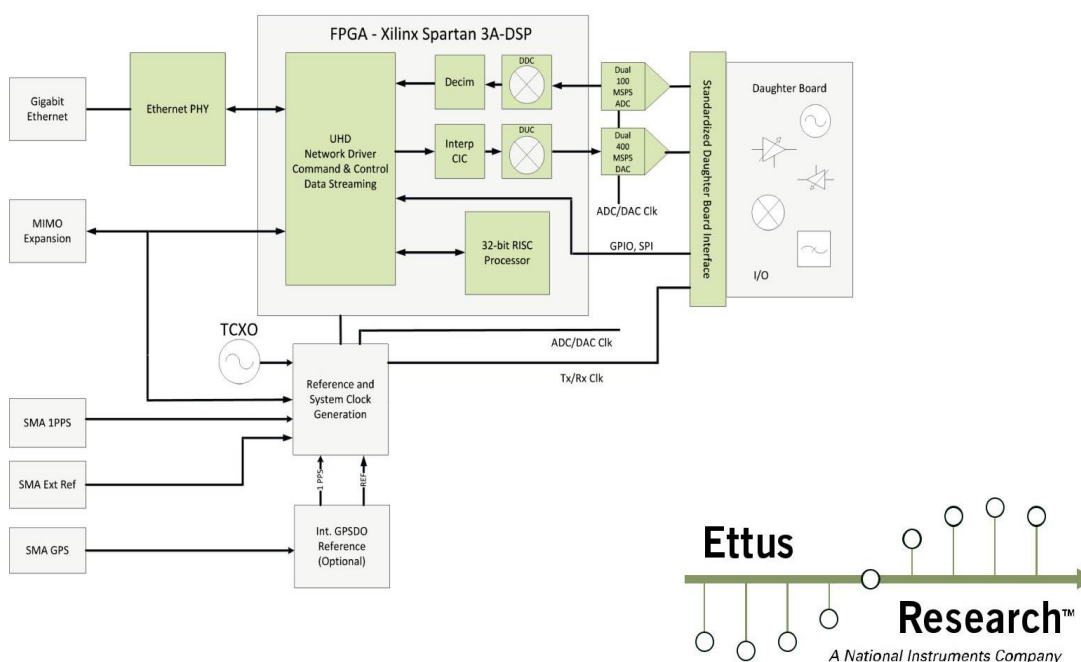 FPGA - Xilinx Spartan 3A-DSP
Gigabit
Ethernet
Ethernet PHY
UHD
Network Driver
Command & Control
Data Streaming
Decim
DDC
Dual
100
MSPS
ADC
Interp
CIC
DUC
Dual
400
MSPS
DAC
ADC/DAC Clk
Standardized Daughter Board Interface
Daughter Board
I/O
MIMO
Expansion
32-bit RISC
Processor
GPIO, SPI
TCXO
ADC/DAC Clk
Tx/Rx Clk
Reference and
System Clock
Generation
SMA 1PPS
SMA Ext Ref
1 PPS
REF
SMA GPS
Int. GPSDO
Reference
(Optional)
Ettus
Research™
A National Instruments Company